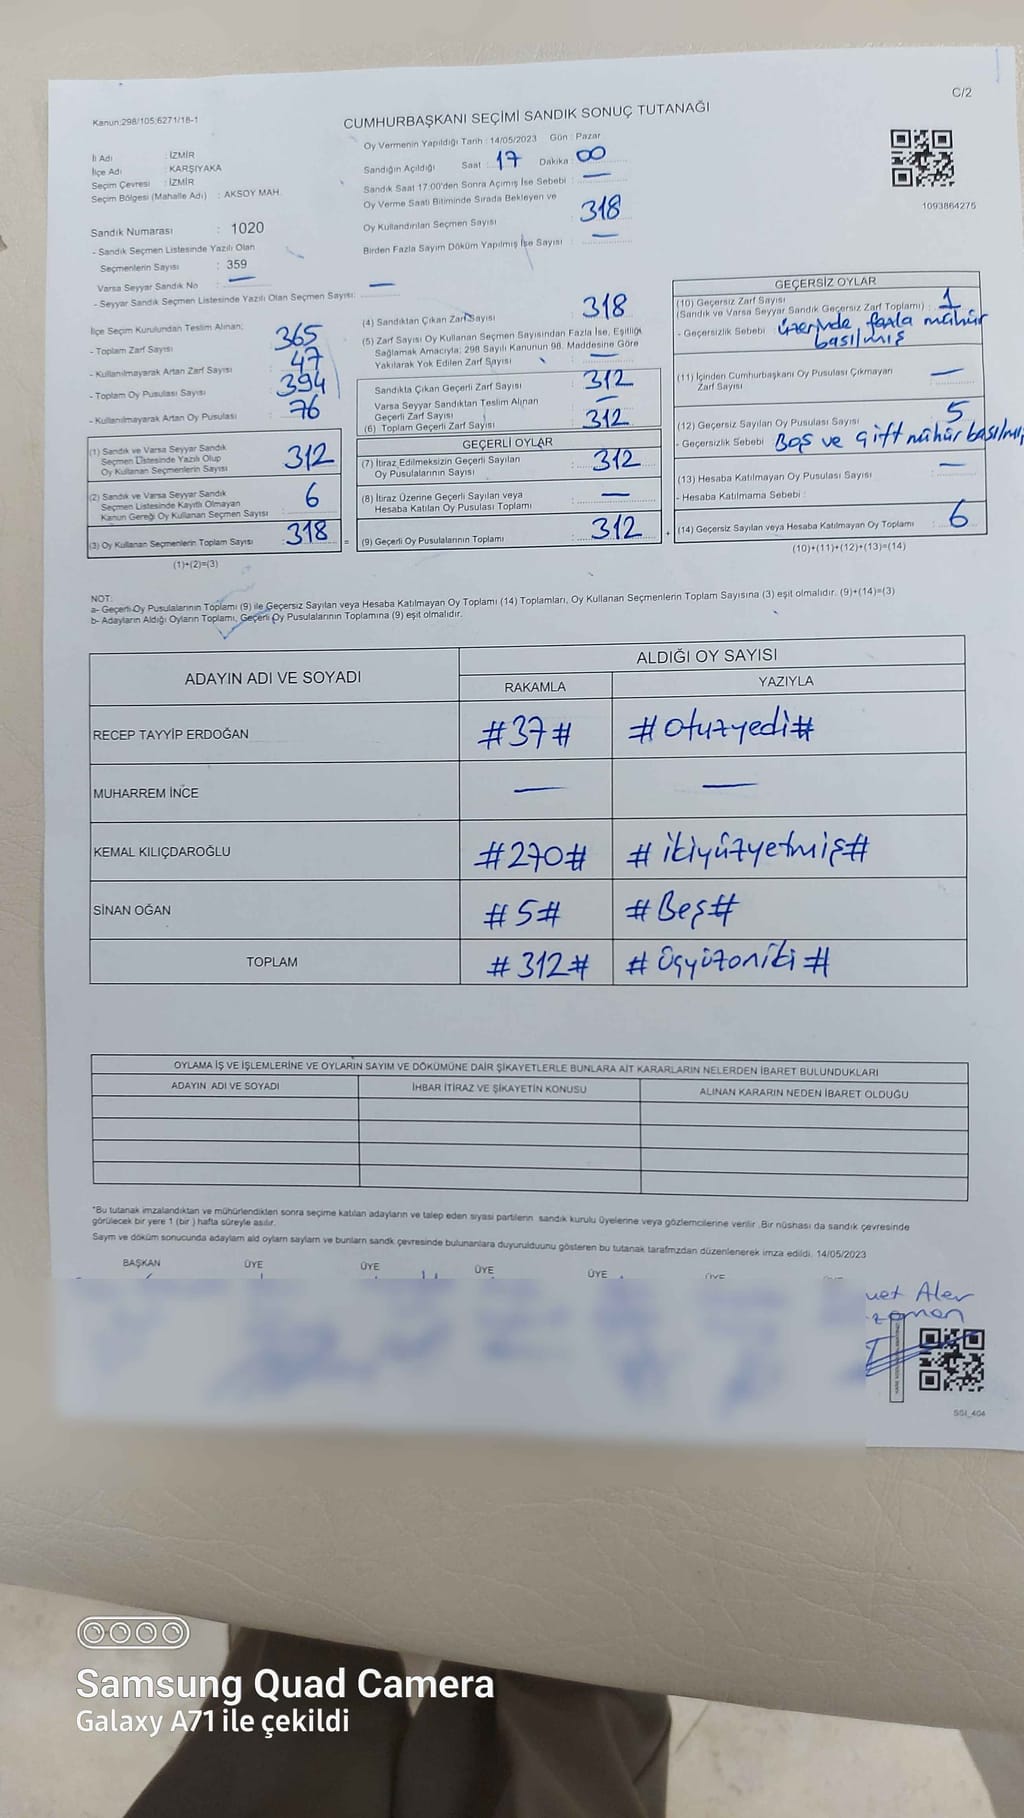 C/2
Kanun:298/105;6271/18-1
CUMHURBAŞKANI SEÇİMİ SANDIK SONUÇ TUTANAĞI
Oy Vermenin Yapıldığı Tarih : 14/05/2023 Gün : Pazar
İl Adı : İZMİR
İlçe Adı : KARŞIYAKA
Seçim Çevresi : İZMİR
Seçim Bölgesi (Mahalle Adı) : AKSOY MAH.
Sandığın Açıldığı Saat : 17 Dakika : 00
Sandık Saat 17:00'den Sonra Açımış İse Sebebi : —
Oy Verme Saati Bitiminde Sırada Bekleyen ve
Oy Kullandırılan Seçmen Sayısı : 318
Birden Fazla Sayım Döküm Yapılmış İse Sayısı : —
1093864275
Sandık Numarası : 1020
- Sandık Seçmen Listesinde Yazılı Olan
Seçmenlerin Sayısı : 359
Varsa Seyyar Sandık No : —
- Seyyar Sandık Seçmen Listesinde Yazılı Olan Seçmen Sayısı: —
İlçe Seçim Kurulundan Teslim Alınan;
- Toplam Zarf Sayısı : 365
- Kullanılmayarak Artan Zarf Sayısı : 47
- Toplam Oy Pusulası Sayısı : 394
- Kullanılmayarak Artan Oy Pusulası : 76
(1) Sandık ve Varsa Seyyar Sandık
Seçmen Listesinde Yazılı Olup
Oy Kullanan Seçmenlerin Sayısı : 312
(2) Sandık ve Varsa Seyyar Sandık
Seçmen Listesinde Kayıtlı Olmayan
Kanun Gereği Oy Kullanan Seçmen Sayısı : 6
(3) Oy Kullanan Seçmenlerin Toplam Sayısı : 318 =
(1)+(2)=(3)
(4) Sandıktan Çıkan Zarf Sayısı : 318
(5) Zarf Sayısı Oy Kullanan Seçmen Sayısından Fazla İse, Eşitliği
Sağlamak Amacıyla; 298 Sayılı Kanunun 98. Maddesine Göre
Yakılarak Yok Edilen Zarf Sayısı : —
Sandıkta Çıkan Geçerli Zarf Sayısı : 312
Varsa Seyyar Sandıktan Teslim Alınan
Geçerli Zarf Sayısı : —
(6) Toplam Geçerli Zarf Sayısı : 312
GEÇERLİ OYLAR
(7) İtiraz Edilmeksizin Geçerli Sayılan
Oy Pusulalarının Sayısı : 312
(8) İtiraz Üzerine Geçerli Sayılan veya
Hesaba Katılan Oy Pusulası Toplamı : —
(9) Geçerli Oy Pusulalarının Toplamı : 312 +
GEÇERSİZ OYLAR
(10) Geçersiz Zarf Sayısı
(Sandık ve Varsa Seyyar Sandık Geçersiz Zarf Toplamı) : 1
- Geçersizlik Sebebi : üzerinde fazla mühür
basılmış
(11) İçinden Cumhurbaşkanı Oy Pusulası Çıkmayan
Zarf Sayısı : —
(12) Geçersiz Sayılan Oy Pusulası Sayısı : 5
- Geçersizlik Sebebi Boş ve Çift mühür basılmış
(13) Hesaba Katılmayan Oy Pusulası Sayısı : —
- Hesaba Katılmama Sebebi :
(14) Geçersiz Sayılan veya Hesaba Katılmayan Oy Toplamı : 6
(10)+(11)+(12)+(13)=(14)
NOT:
a- Geçerli Oy Pusulalarının Toplamı (9) ile Geçersiz Sayılan veya Hesaba Katılmayan Oy Toplamı (14) Toplamları, Oy Kullanan Seçmenlerin Toplam Sayısına (3) eşit olmalıdır. (9)+(14)=(3)
b- Adayların Aldığı Oyların Toplamı, Geçerli Oy Pusulalarının Toplamına (9) eşit olmalıdır.
ADAYIN ADI VE SOYADI
ALDIĞI OY SAYISI
RAKAMLA YAZIYLA
RECEP TAYYİP ERDOĞAN #37# #otuzyedi#
MUHARREM İNCE — —
KEMAL KILIÇDAROĞLU #270# #ikiyüzyetmiş#
SİNAN OĞAN #5# #Beş#
TOPLAM #312# #üçyüzoniki#
OYLAMA İŞ VE İŞLEMLERİNE VE OYLARIN SAYIM VE DÖKÜMÜNE DAİR ŞİKAYETLERLE BUNLARA AİT KARARLARIN NELERDEN İBARET BULUNDUKLARI
ADAYIN ADI VE SOYADI İHBAR İTİRAZ VE ŞİKAYETİN KONUSU ALINAN KARARIN NEDEN İBARET OLDUĞU
*Bu tutanak imzalandıktan ve mühürlendikten sonra seçime katılan adayların ve talep eden siyasi partilerin sandık kurulu üyelerine veya gözlemcilerine verilir .Bir nüshası da sandık çevresinde
görülecek bir yere 1 (bir ) hafta süreyle asılır.
Saym ve döküm sonucunda adaylam ald oylarn saylarn ve bunlarn sandk çevresinde bulunanlara duyurulduunu gösteren bu tutanak tarafmzdan düzenlenerek imza edildi. 14/05/2023
BAŞKAN ÜYE ÜYE ÜYE ÜYE ÜYE
Aler
SSI_404
Samsung Quad Camera
Galaxy A71 ile çekildi